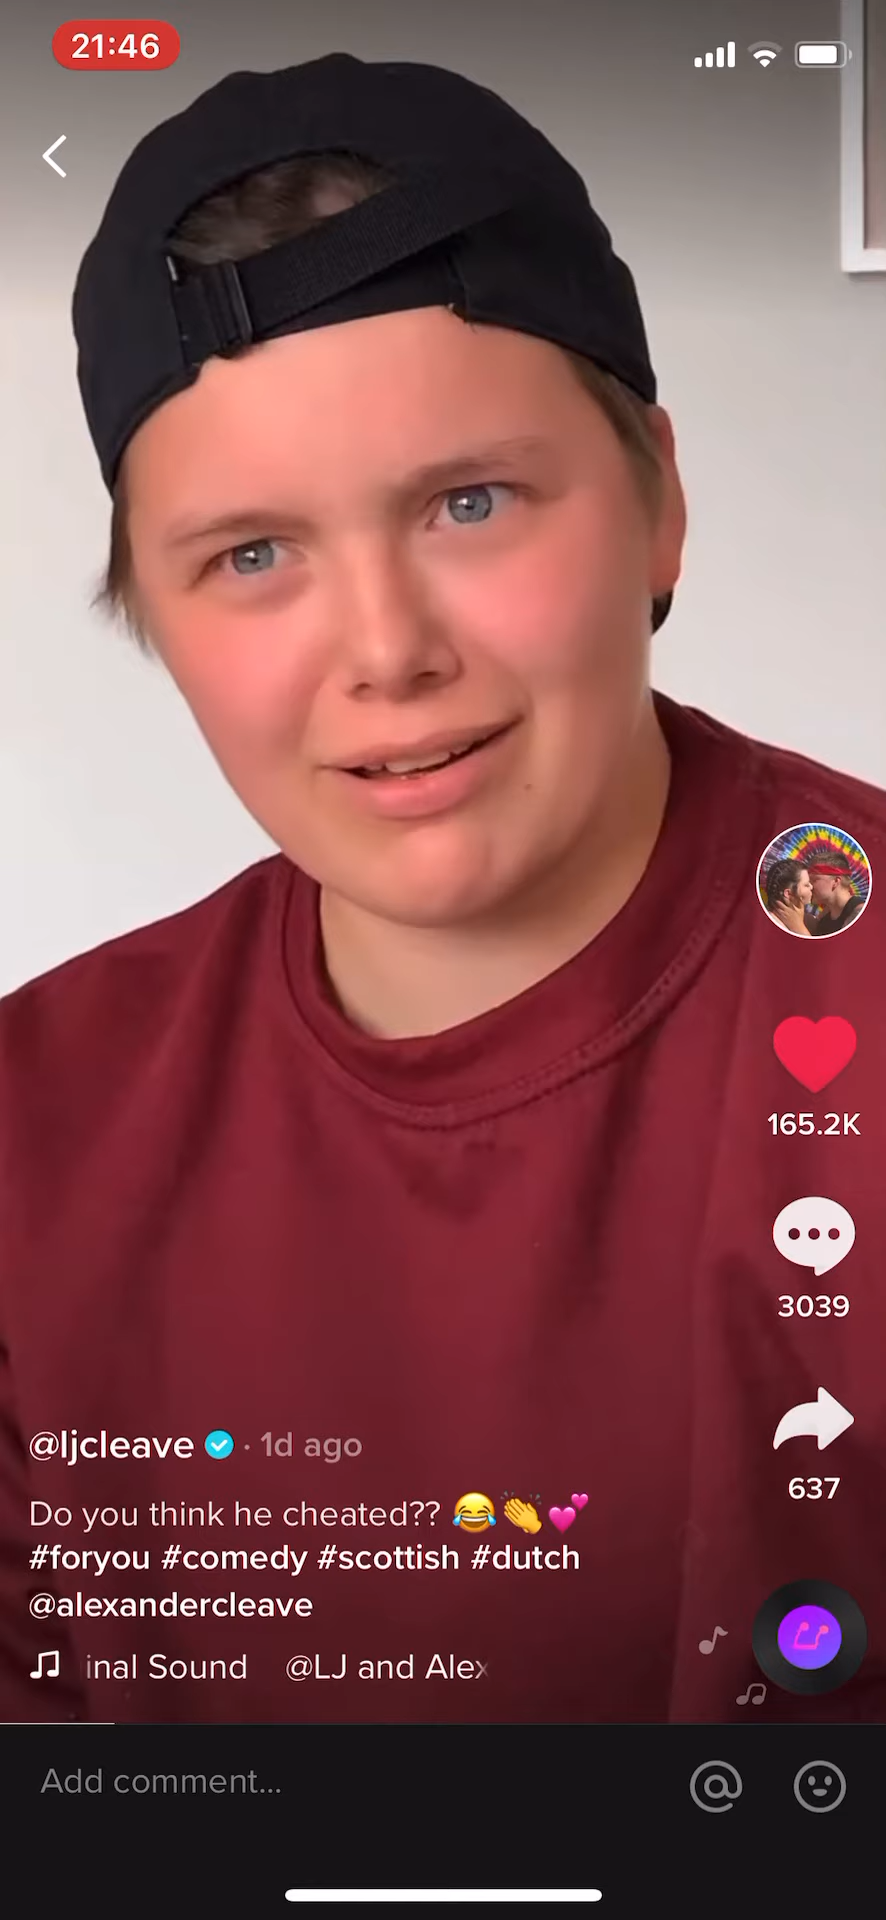 21:46
165.2K
3039
637
@ljcleave · 1d ago
Do you think he cheated?? 😂👏💕
#foryou #comedy #scottish #dutch
@alexandercleave
inal Sound @LJ and Alex
Add comment...